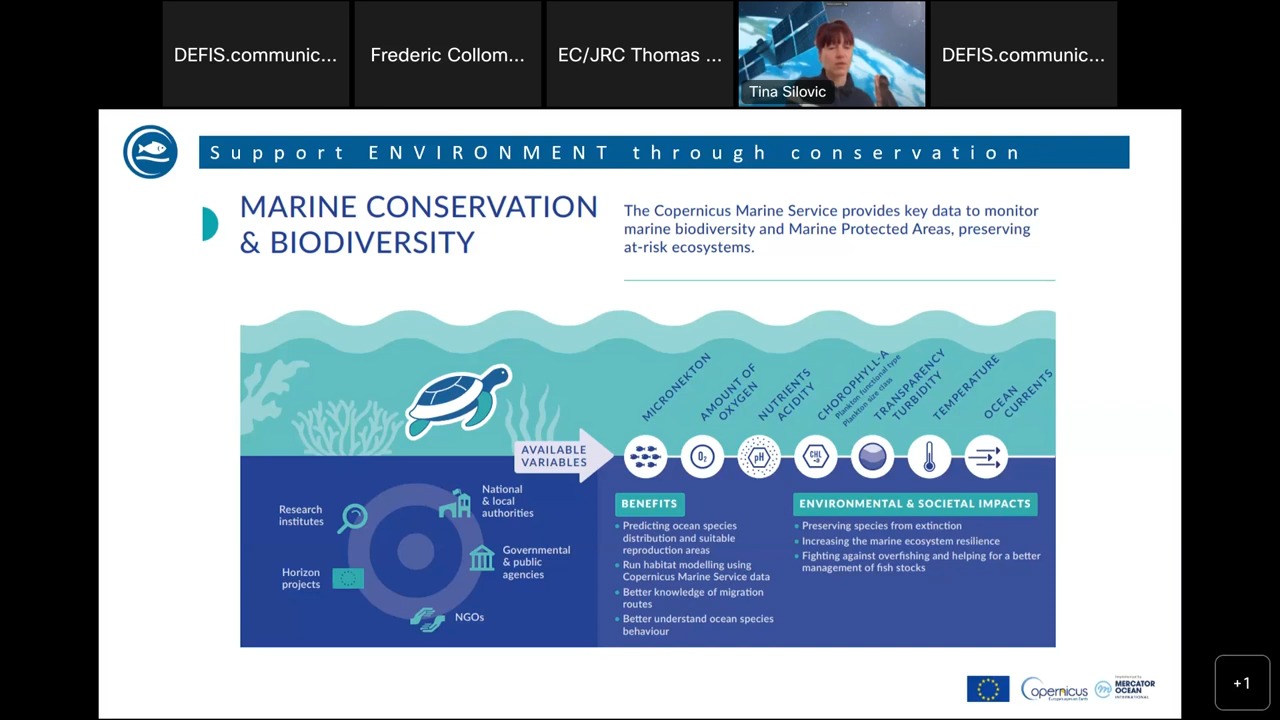 DEFIS.communic...
Frederic Collom...
EC/JRC Thomas ...
Tina Silovic
DEFIS.communic...
Support ENVIRONMENT through conservation
MARINE CONSERVATION
& BIODIVERSITY
The Copernicus Marine Service provides key data to monitor
marine biodiversity and Marine Protected Areas, preserving
at-risk ecosystems.
MICRONEKTON
AMOUNT OF
OXYGEN
NUTRIENTS
ACIDITY
CHOROPHYLL-A
Plankton functional type
Plankton size class
TRANSPARENCY
TURBIDITY
TEMPERATURE
OCEAN
CURRENTS
AVAILABLE
VARIABLES
O2
pH
CHL
-a
Research
institutes
National
& local
authorities
Governmental
& public
agencies
Horizon
projects
NGOs
BENEFITS
• Predicting ocean species
distribution and suitable
reproduction areas
• Run habitat modelling using
Copernicus Marine Service data
• Better knowledge of migration
routes
• Better understand ocean species
behaviour
ENVIRONMENTAL & SOCIETAL IMPACTS
• Preserving species from extinction
• Increasing the marine ecosystem resilience
• Fighting against overfishing and helping for a better
management of fish stocks
opernicus
MERCATOR
OCEAN
INTERNATIONAL
+1